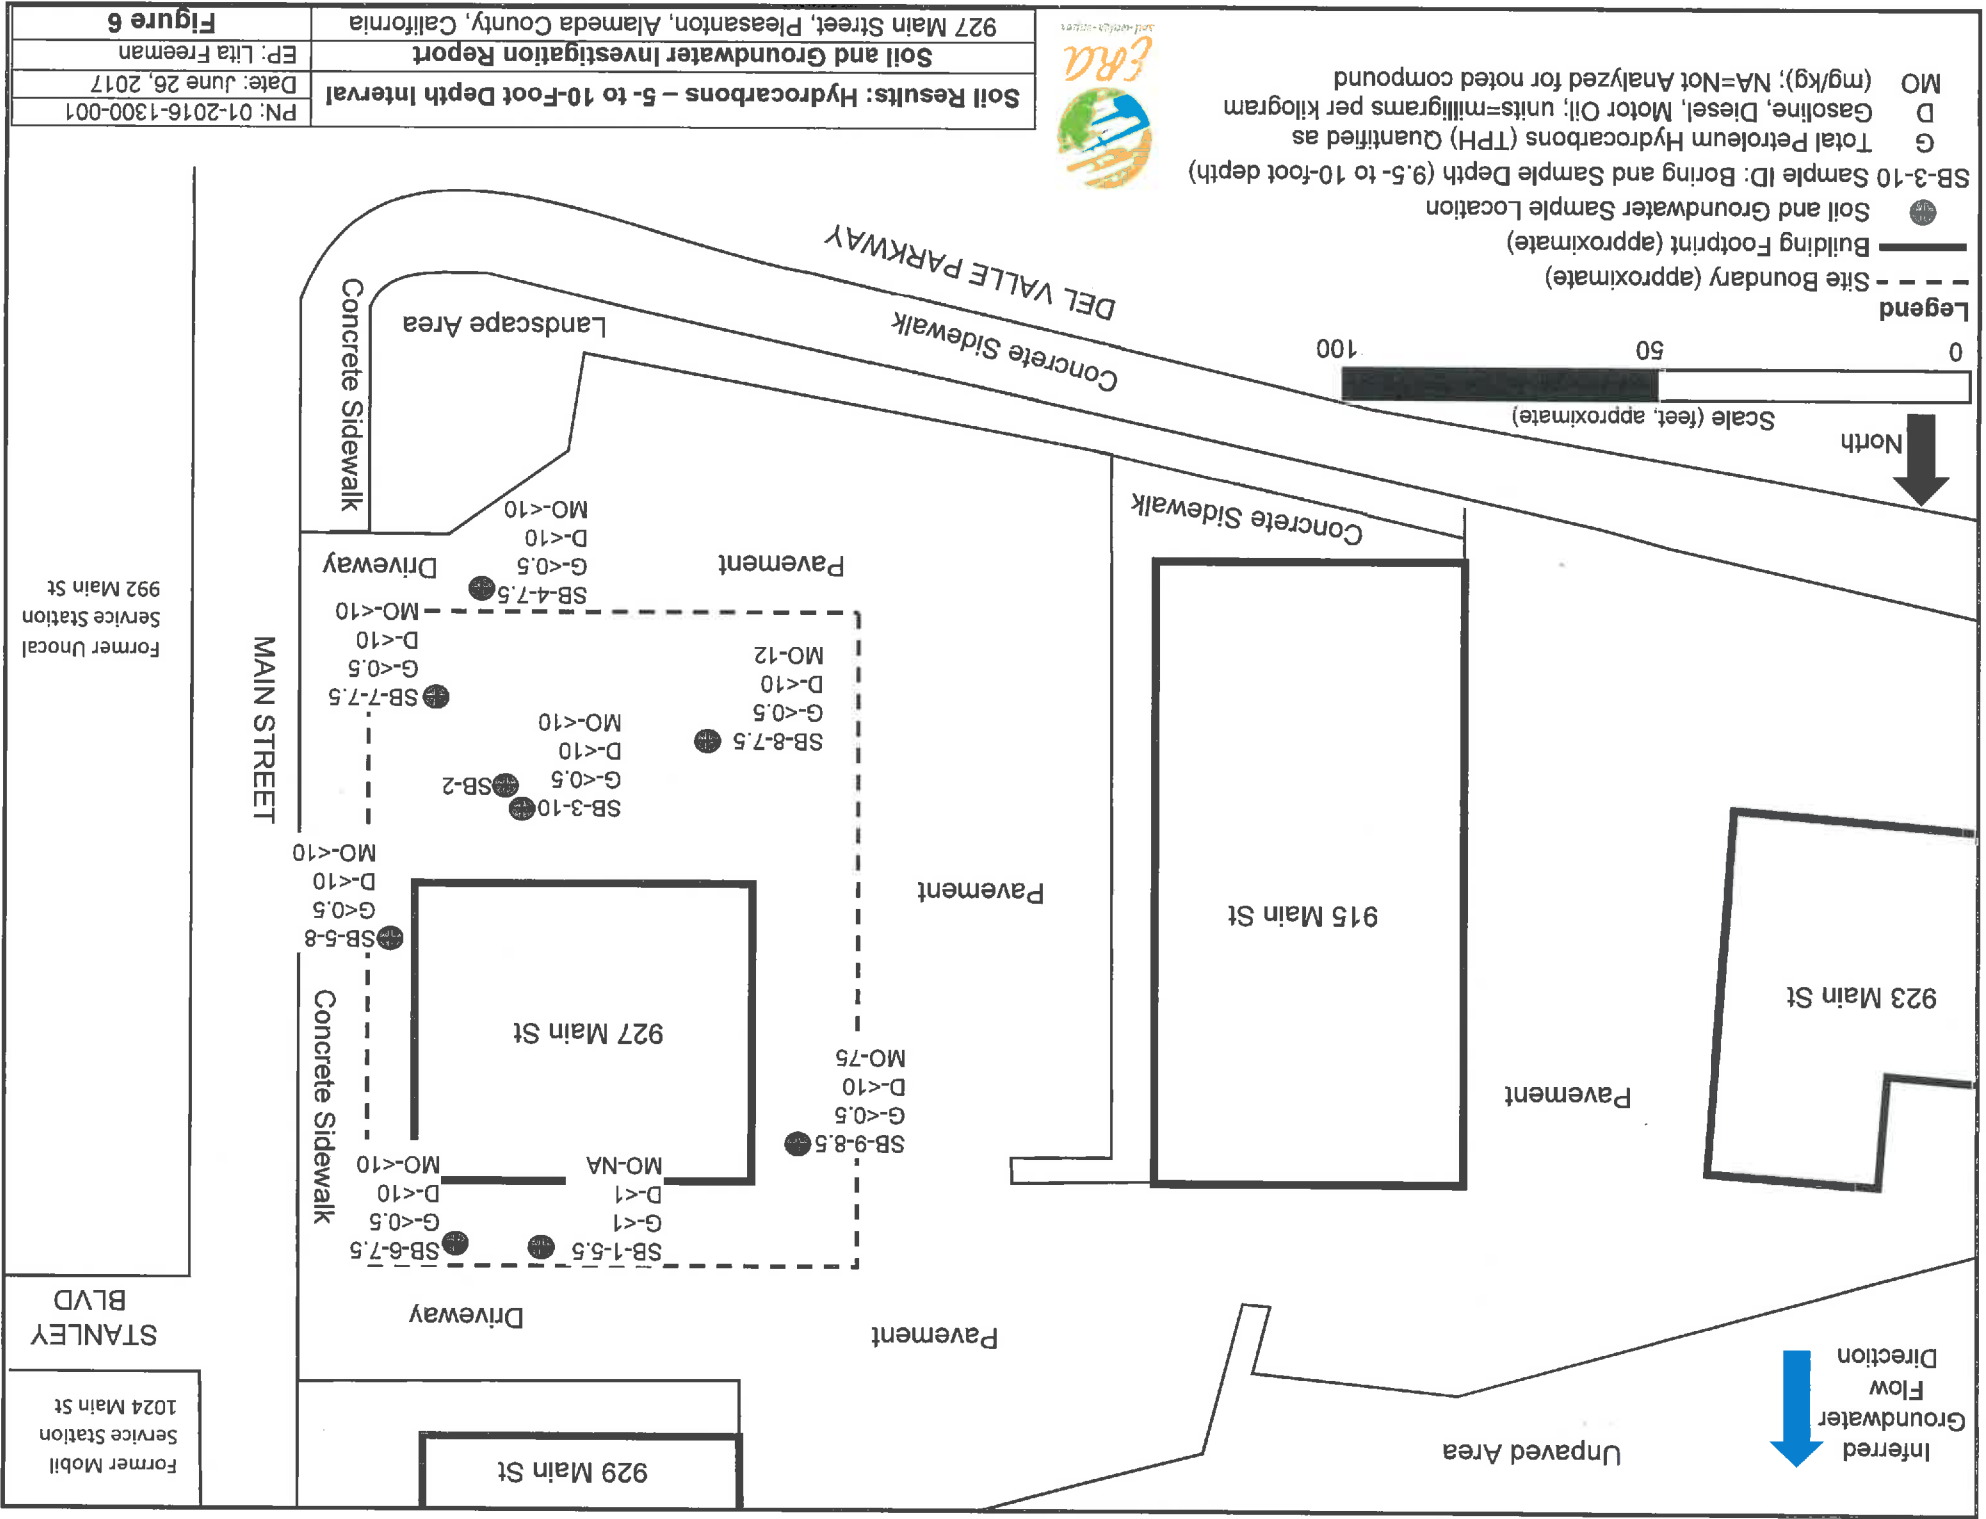 Inferred
Groundwater
Flow
Direction
Unpaved Area
929 Main St
Former Mobil
Service Station
1024 Main St
STANLEY
BLVD
Pavement
Driveway
SB-1-5.5
G-<1
D-<1
MO-NA
SB-6-7.5
G-<0.5
D-<10
MO-<10
SB-9-8.5
G-<0.5
D-<10
MO-75
Concrete Sidewalk
923 Main St
Pavement
915 Main St
Pavement
927 Main St
SB-5-8
G<0.5
D-<10
MO-<10
SB-3-10
G-<0.5
D-<10
MO-<10
SB-2
SB-8-7.5
G-<0.5
D-<10
MO-12
SB-7-7.5
G-<0.5
D-<10
MO-<10
MAIN STREET
Former Unocal
Service Station
992 Main St
SB-4-7.5
G-<0.5
D-<10
MO-<10
Pavement
Driveway
Concrete Sidewalk
Concrete Sidewalk
Concrete Sidewalk
Landscape Area
DEL VALLE PARKWAY
North
Scale (feet, approximate)
0 50 100
Legend
Site Boundary (approximate)
Building Footprint (approximate)
Soil and Groundwater Sample Location
SB-3-10 Sample ID: Boring and Sample Depth (9.5- to 10-foot depth)
G Total Petroleum Hydrocarbons (TPH) Quantified as
D Gasoline, Diesel, Motor Oil; units=milligrams per kilogram
MO (mg/kg); NA=Not Analyzed for noted compound
ERA
soil-water-vapor
Soil Results: Hydrocarbons – 5- to 10-Foot Depth Interval
Soil and Groundwater Investigation Report
927 Main Street, Pleasanton, Alameda County, California
PN: 01-2016-1300-001
Date: June 26, 2017
EP: Lita Freeman
Figure 6